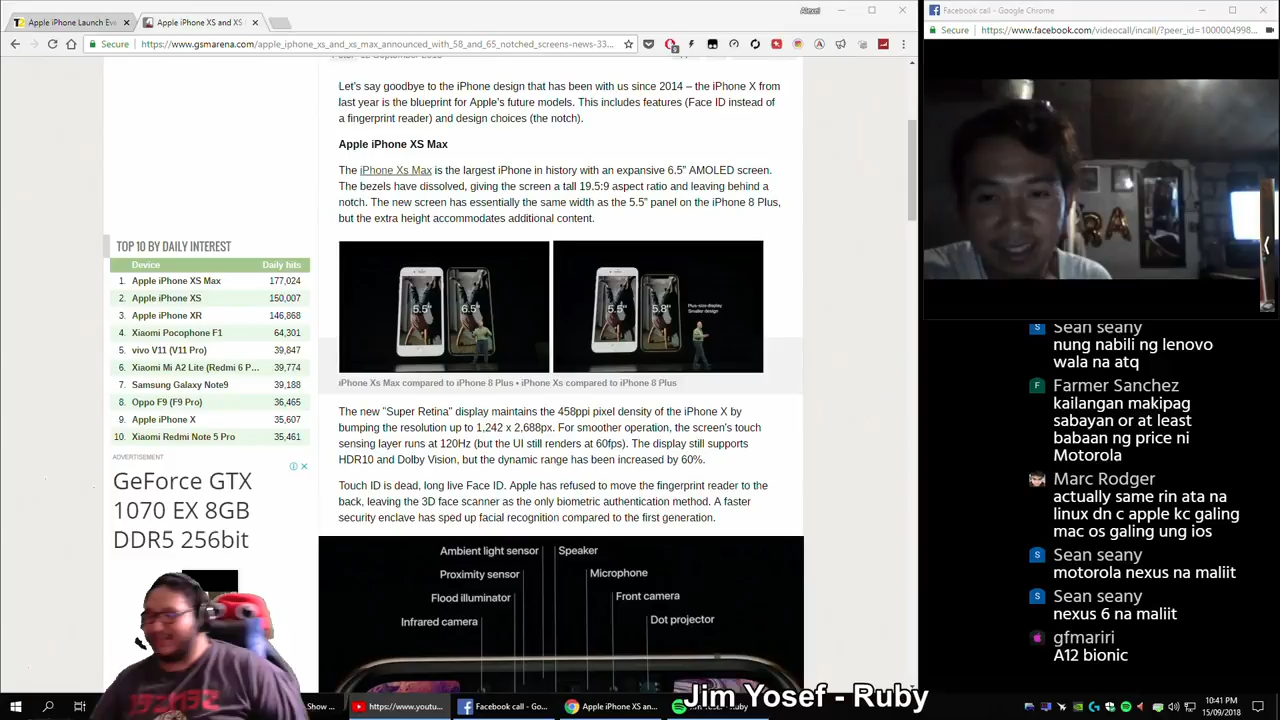 Apple iPhone Launch Eve
Apple iPhone XS and XS
Alexei
Secure
https://www.gsmarena.com/apple_iphone_xs_and_xs_max_announced_with_58_and_65_notched_screens-news-33...
Facebook call - Google Chrome
Secure
https://www.facebook.com/videocall/incall/?peer_id=1000004998...
Let's say goodbye to the iPhone design that has been with us since 2014 – the iPhone X from
last year is the blueprint for Apple's future models. This includes features (Face ID instead of
a fingerprint reader) and design choices (the notch).
Apple iPhone XS Max
The iPhone Xs Max is the largest iPhone in history with an expansive 6.5" AMOLED screen.
The bezels have dissolved, giving the screen a tall 19.5:9 aspect ratio and leaving behind a
notch. The new screen has essentially the same width as the 5.5" panel on the iPhone 8 Plus,
but the extra height accommodates additional content.
5.5"
6.5"
5.5"
5.8"
Plus-size display
Smaller design
iPhone Xs Max compared to iPhone 8 Plus • iPhone Xs compared to iPhone 8 Plus
The new "Super Retina" display maintains the 458ppi pixel density of the iPhone X by
bumping the resolution up to 1,242 x 2,688px. For smoother operation, the screen's touch
sensing layer runs at 120Hz (but the UI still renders at 60fps). The display still supports
HDR10 and Dolby Vision, but the dynamic range has been increased by 60%.
Touch ID is dead, long live Face ID. Apple has refused to move the fingerprint reader to the
back, leaving the 3D face scanner as the only biometric authentication method. A faster
security enclave has sped up facial recognition compared to the first generation.
Ambient light sensor
Speaker
Proximity sensor
Microphone
Flood illuminator
Front camera
Infrared camera
Dot projector
TOP 10 BY DAILY INTEREST
Device Daily hits
1. Apple iPhone XS Max 177,024
2. Apple iPhone XS 150,007
3. Apple iPhone XR 146,868
4. Xiaomi Pocophone F1 64,301
5. vivo V11 (V11 Pro) 39,847
6. Xiaomi Mi A2 Lite (Redmi 6 P... 39,774
7. Samsung Galaxy Note9 39,188
8. Oppo F9 (F9 Pro) 36,465
9. Apple iPhone X 35,607
10. Xiaomi Redmi Note 5 Pro 35,461
ADVERTISEMENT
GeForce GTX
1070 EX 8GB
DDR5 256bit
RA
Sean seany
nung nabili ng lenovo
wala na atq
Farmer Sanchez
kailangan makipag
sabayan or at least
babaan ng price ni
Motorola
Marc Rodger
actually same rin ata na
linux dn c apple kc galing
mac os galing ung ios
Sean seany
motorola nexus na maliit
Sean seany
nexus 6 na maliit
gfmariri
A12 bionic
Jim Yosef - Ruby
Show ...
https://www.youtu...
Facebook call - Go...
Apple iPhone XS an...
10:41 PM
15/09/2018